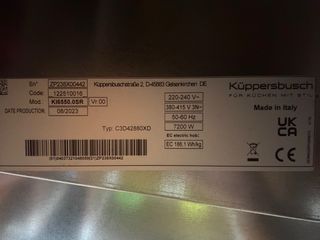 S/n° ZP236X00442
Code: 122510016
Mod.: KI6550.0SR Vr: 00
DATE PRODUCTION: 08/2023
Küppersbuschstraße 2, D-45883 Gelsenkirchen DE
Küppersbusch
FÜR KÜCHEN MIT STIL
Typ: C3D42880XD
220-240 V~
380-415 V 3N~
50-60 Hz
7200 W
EC electric hob
EC 186,1 Wh/kg
Made in Italy
CE
UK
CA